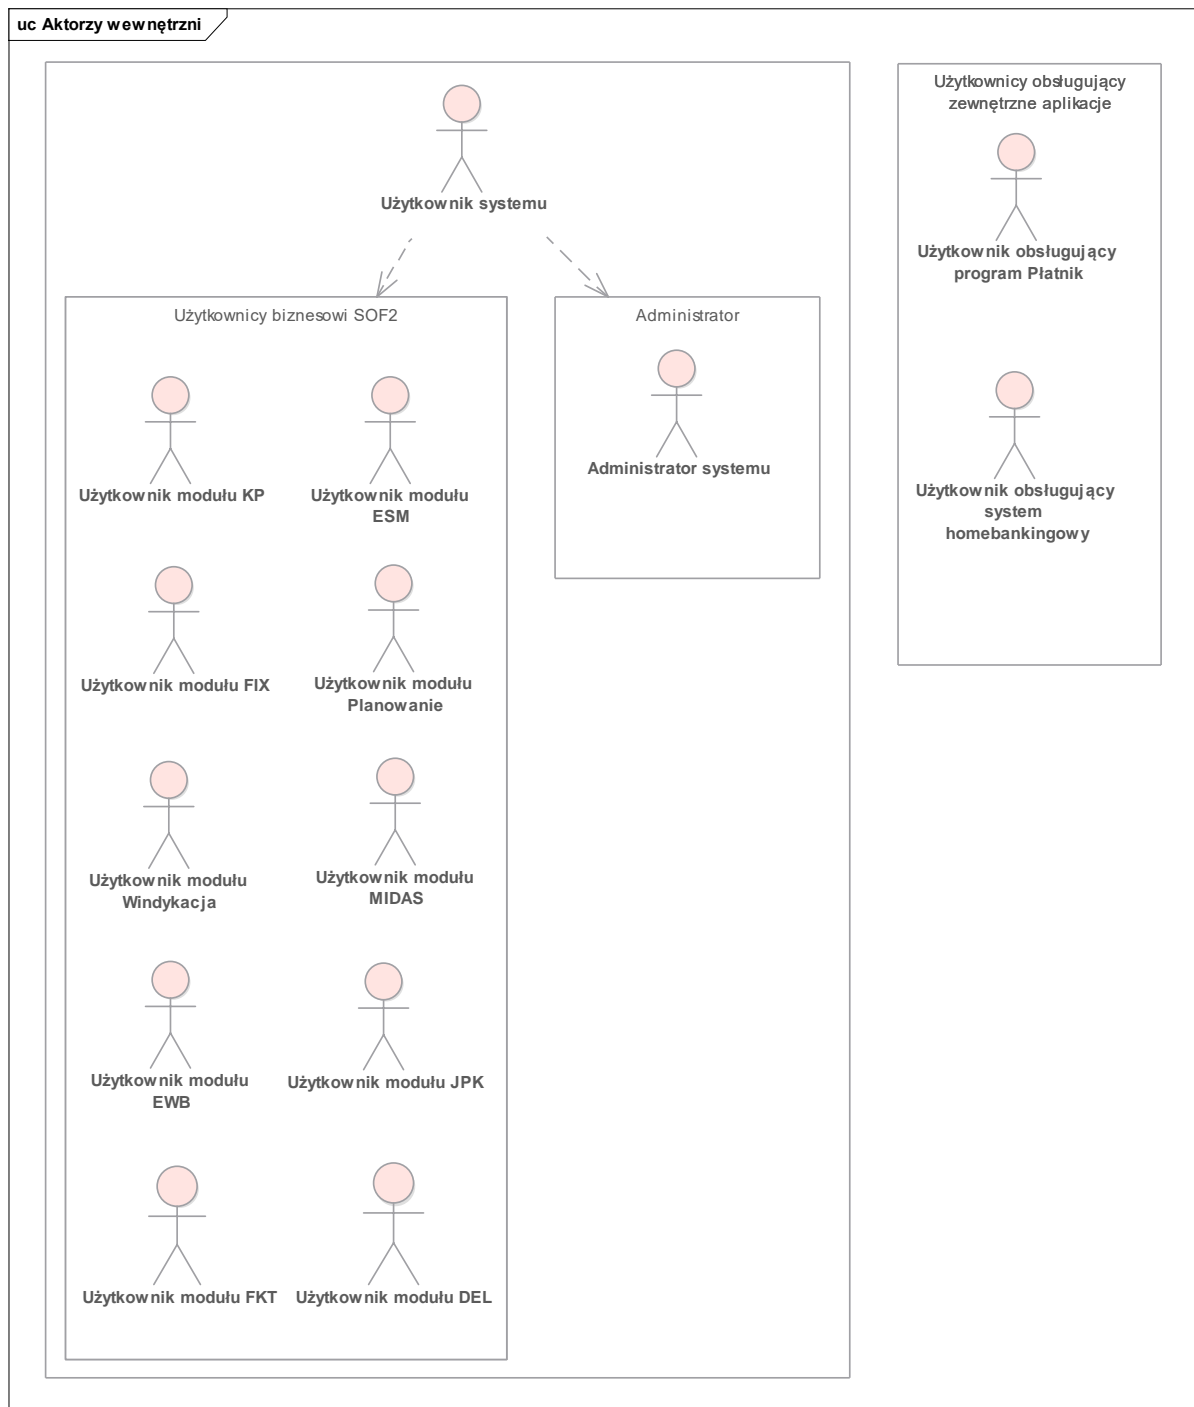 uc Aktorzy wewnętrzni
Użytkownik systemu
Użytkownicy biznesowi SOF2
Użytkownik modułu KP
Użytkownik modułu
ESM
Użytkownik modułu FIX
Użytkownik modułu
Planowanie
Użytkownik modułu
Windykacja
Użytkownik modułu
MIDAS
Użytkownik modułu
EWB
Użytkownik modułu JPK
Użytkownik modułu FKT
Użytkownik modułu DEL
Administrator
Administrator systemu
Użytkownicy obsługujący
zewnętrzne aplikacje
Użytkownik obsługujący
program Płatnik
Użytkownik obsługujący
system
homebankingowy